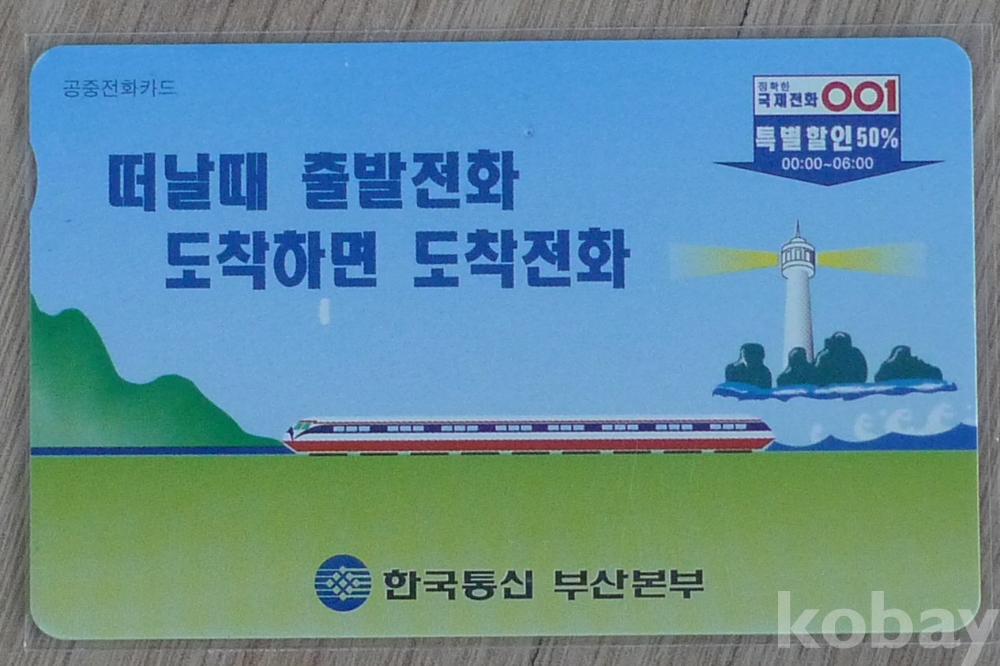 공중전화카드
정확한
국제전화 001
특별할인 50%
00:00~06:00
떠날때 출발전화
도착하면 도착전화
한국통신 부산본부
kobay